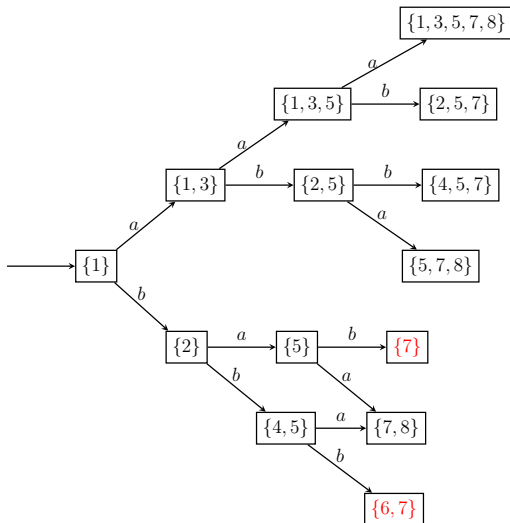 {1, 3, 5, 7, 8}
a
{1, 3, 5}
b
{2, 5, 7}
a
{1, 3}
b
{2, 5}
b
{4, 5, 7}
a
a
{1}
{5, 7, 8}
b
{2}
a
{5}
b
{7}
b
a
{4, 5}
a
{7, 8}
b
{6, 7}